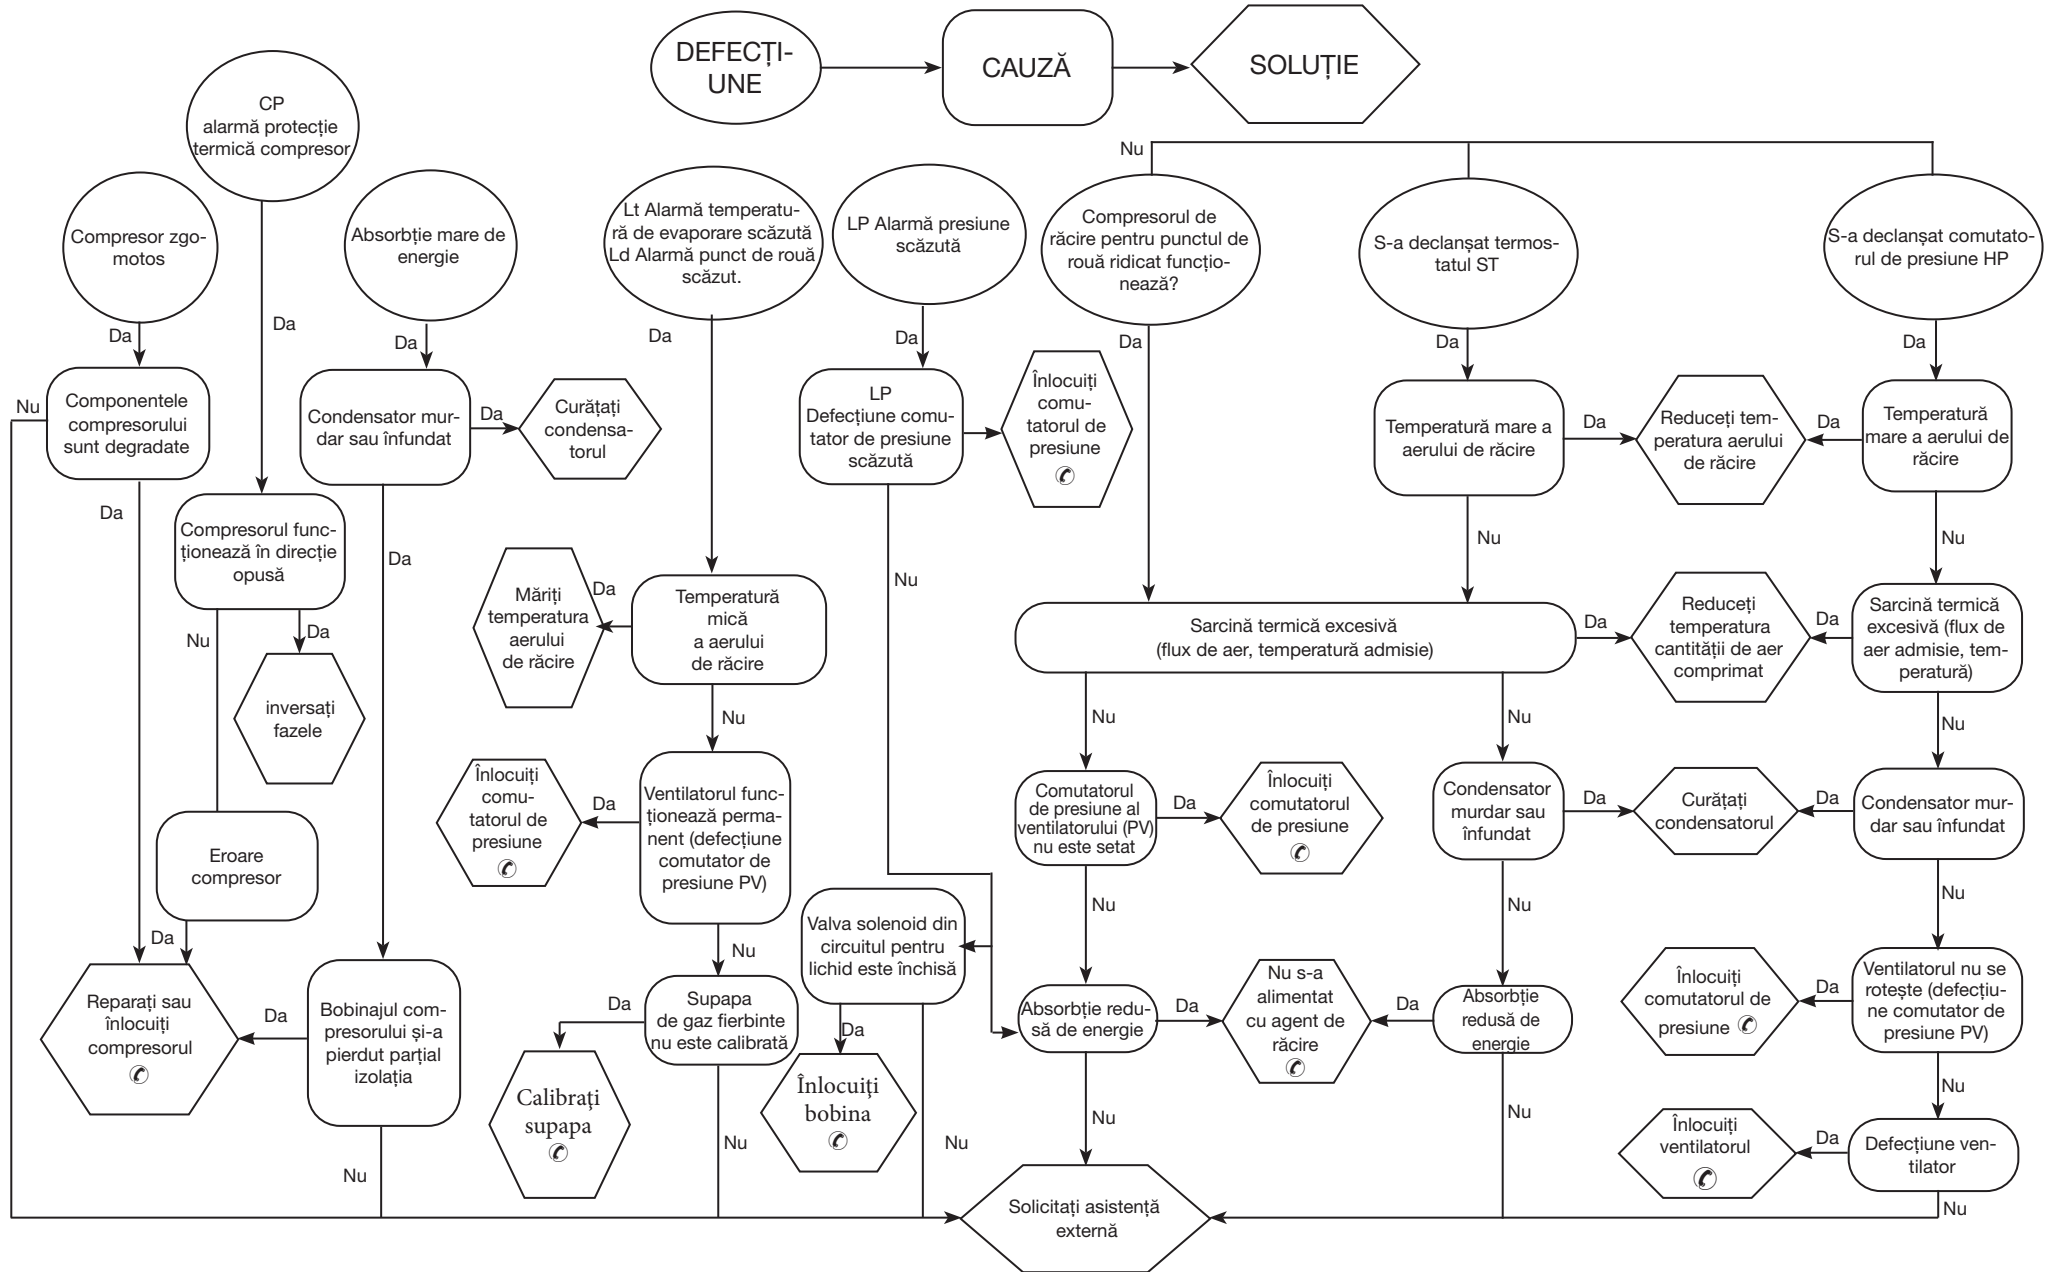 DEFECȚI-
UNE
CAUZĂ
SOLUȚIE
CP
alarmă protecție
termică compresor
Compresor zgo-
motos
Absorbție mare de
energie
Lt Alarmă temperatu-
ră de evaporare scăzută
Ld Alarmă punct de rouă
scăzut.
LP Alarmă presiune
scăzută
Nu
Compresorul de
răcire pentru punctul de
rouă ridicat funcțio-
nează?
S-a declanșat termos-
tatul ST
S-a declanșat comutato-
rul de presiune HP
Da
Da
Da
Da
Da
Da
Da
Da
Nu
Componentele
compresorului
sunt degradate
Condensator mur-
dar sau înfundat
Da
Curățați
condensa-
torul
LP
Defecțiune comu-
tator de presiune
scăzută
Înlocuiți
comu-
tatorul de
presiune
Temperatură mare a
aerului de răcire
Da
Reduceți tem-
peratura aerului
de răcire
Da
Temperatură
mare a aerului de
răcire
Da
Compresorul func-
ționează în direcție
opusă
Da
Nu
Nu
Nu
Măriți
temperatura
aerului
de răcire
Da
Temperatură
mică
a aerului
de răcire
Nu
Da
inversați
fazele
Sarcină termică excesivă
(flux de aer, temperatură admisie)
Da
Reduceți
temperatura
cantității de aer
comprimat
Da
Sarcină termică
excesivă (flux de
aer admisie, tem-
peratură)
Nu
Nu
Nu
Nu
Înlocuiți
comu-
tatorul de
presiune
Da
Ventilatorul func-
ționează perma-
nent (defecțiune
comutator de
presiune PV)
Comutatorul
de presiune al
ventilatorului (PV)
nu este setat
Da
Înlocuiți
comutatorul
de presiune
Condensator
murdar sau
înfundat
Da
Curățați
condensatorul
Da
Condensator mur-
dar sau înfundat
Eroare
compresor
Nu
Nu
Nu
Da
Nu
Valva solenoid din
circuitul pentru
lichid este închisă
Reparați sau
înlocuiți
compresorul
Da
Bobinajul com-
presorului și-a
pierdut parțial
izolația
Da
Supapa
de gaz fierbinte
nu este calibrată
Da
Absorbție redu-
să de energie
Da
Nu s-a
alimentat
cu agent de
răcire
Da
Absorbție
redusă de
energie
Înlocuiți
comutatorul de
presiune
Da
Ventilatorul nu se
rotește (defecțiu-
ne comutator de
presiune PV)
Calibraţi
supapa
Înlocuiţi
bobina
Nu
Nu
Nu
Nu
Nu
Nu
Înlocuiți
ventilatorul
Da
Defecțiune ven-
tilator
Nu
Solicitați asistență
externă